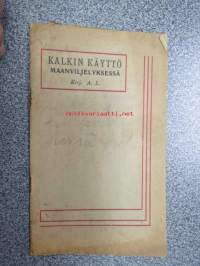 KALKIN KÄYTTÖ
MAANVILJELYKSESSÄ
Kirj. A. L.